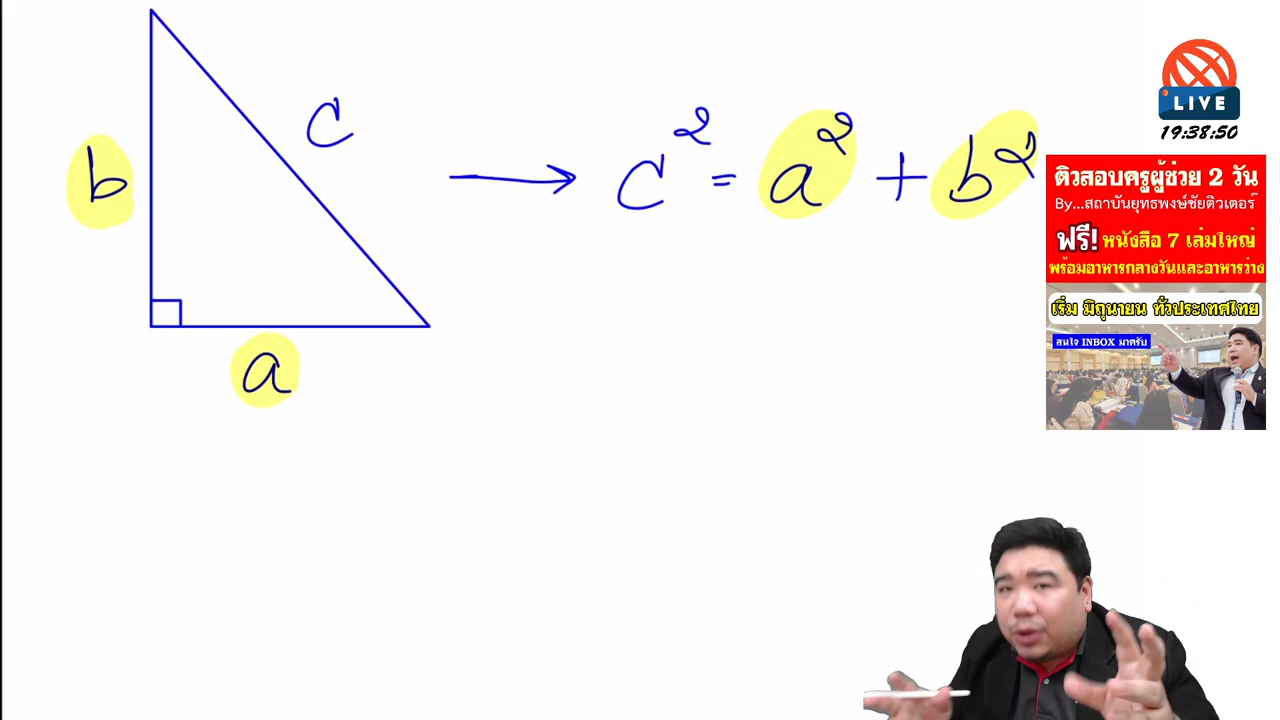 c
b
a
c² = a² + b²
LIVE
19:38:50
ติวสอบครูผู้ช่วย 2 วัน
By...สถาบันยุทธพงษ์ชัยติวเตอร์
ฟรี! หนังสือ 7 เล่มใหญ่
พร้อมอาหารกลางวันและอาหารว่าง
เริ่ม มิถุนายน ทั่วประเทศไทย
สนใจ INBOX มาครับ